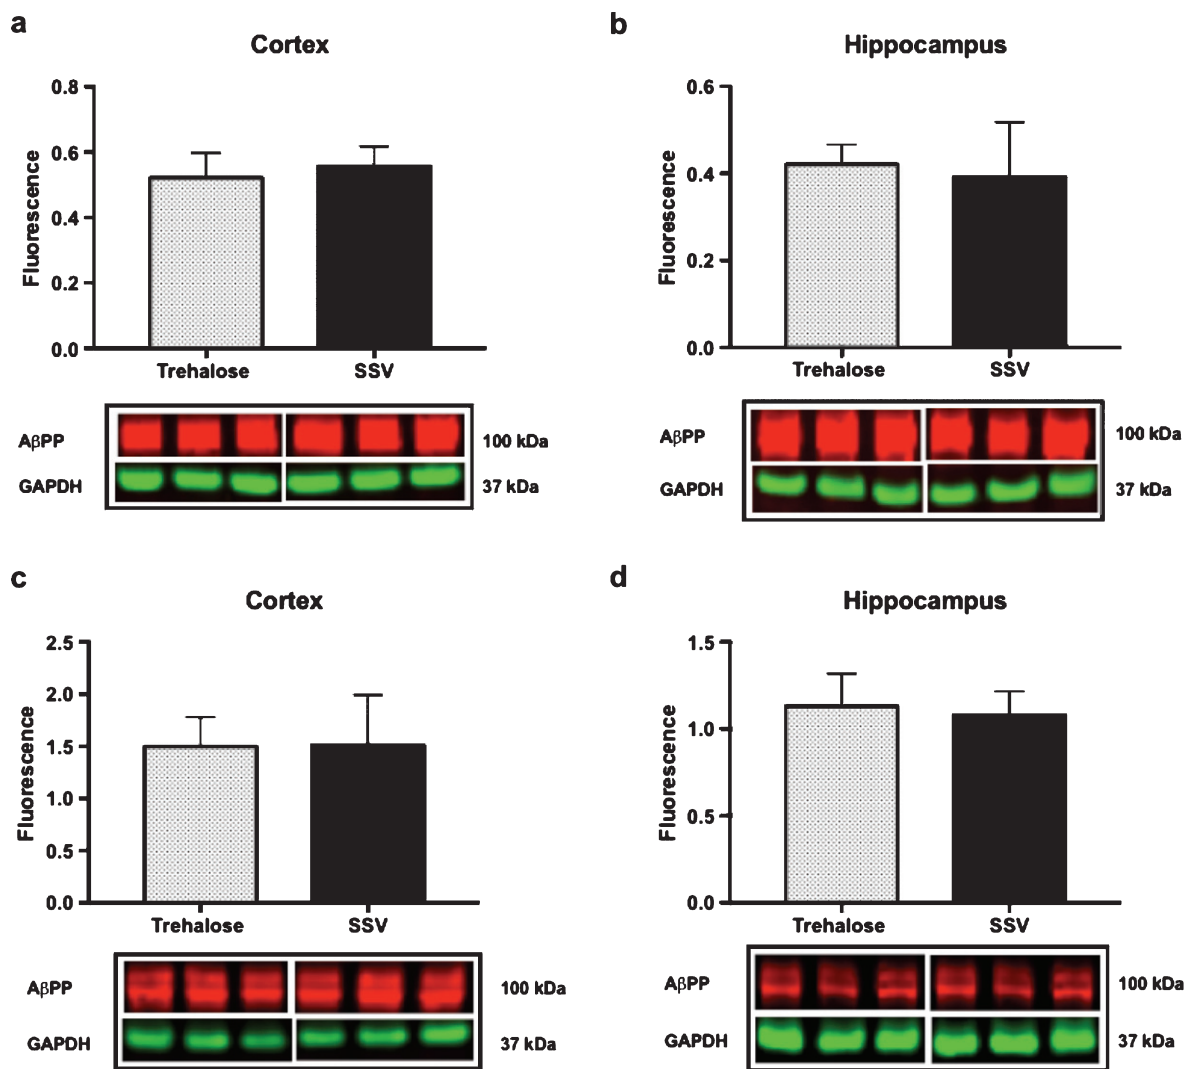 a
Cortex
Fluorescence
0.8
0.6
0.4
0.2
0.0
Trehalose SSV
AβPP 100 kDa
GAPDH 37 kDa
b
Hippocampus
Fluorescence
0.6
0.4
0.2
0.0
Trehalose SSV
AβPP 100 kDa
GAPDH 37 kDa
c
Cortex
Fluorescence
2.5
2.0
1.5
1.0
0.5
0.0
Trehalose SSV
AβPP 100 kDa
GAPDH 37 kDa
d
Hippocampus
Fluorescence
1.5
1.0
0.5
0.0
Trehalose SSV
AβPP 100 kDa
GAPDH 37 kDa